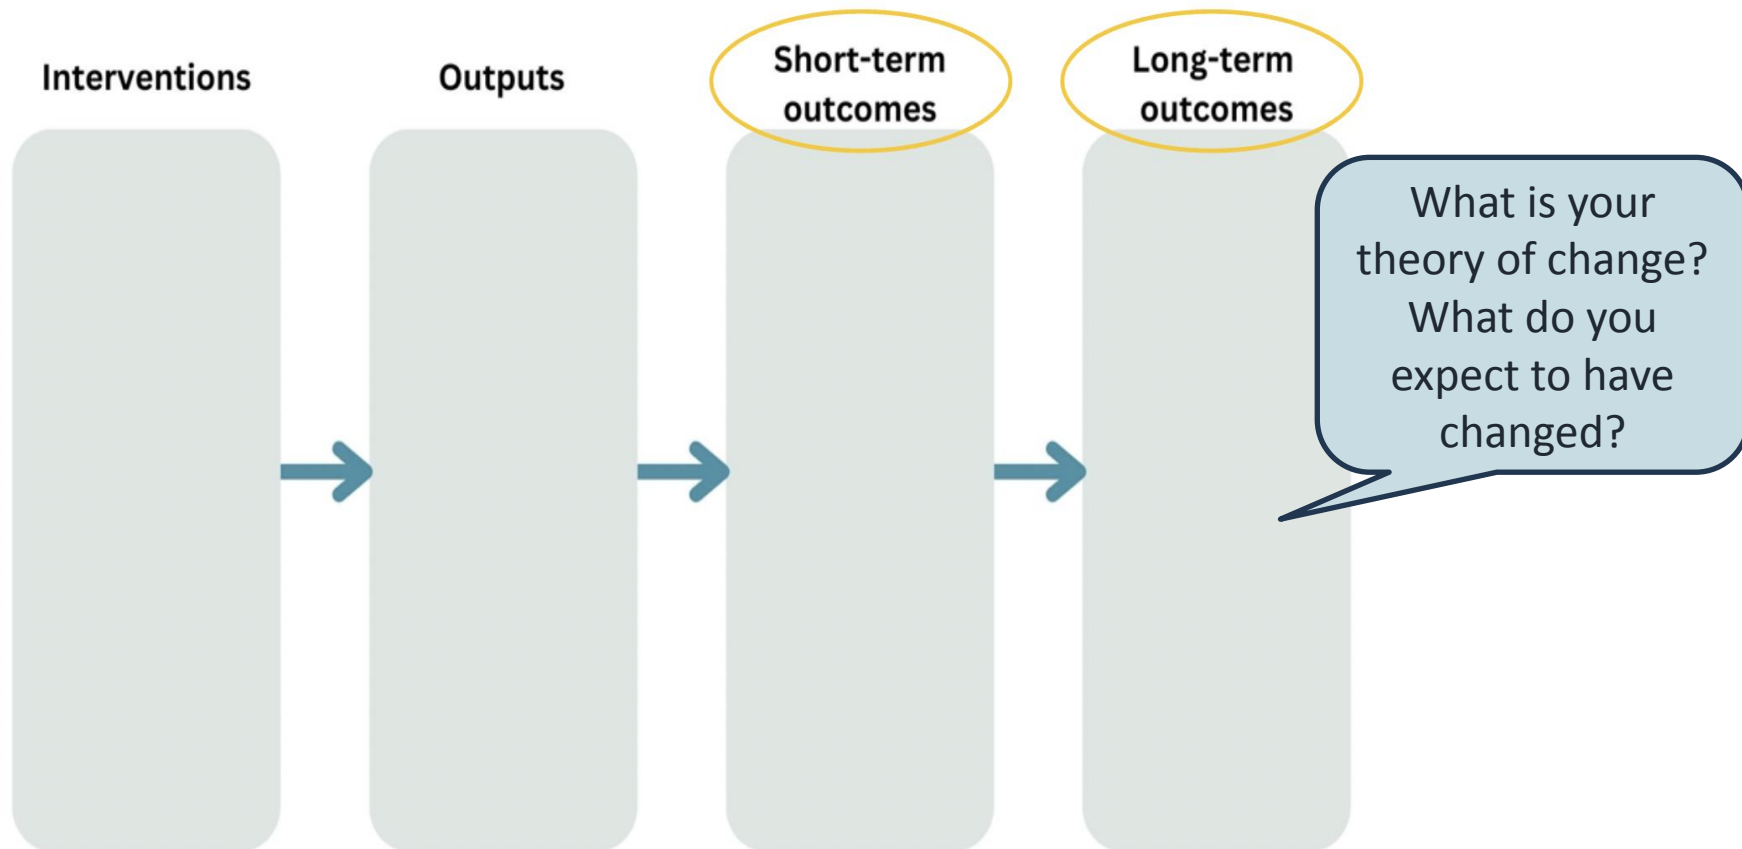 Interventions
Outputs
Short-term
outcomes
Long-term
outcomes
What is your
theory of change?
What do you
expect to have
changed?